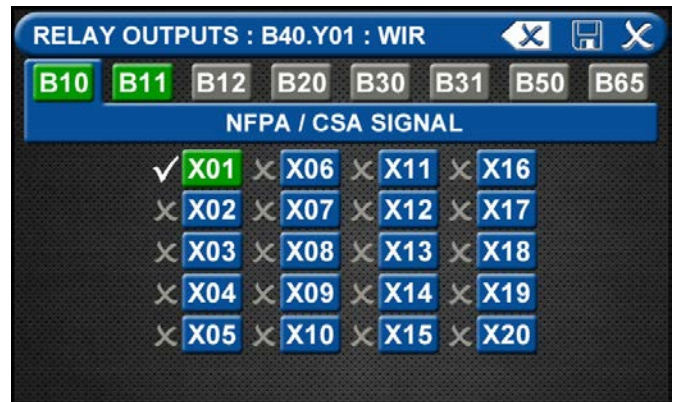 RELAY OUTPUTS : B40.Y01 : WIR
B10 B11 B12 B20 B30 B31 B50 B65
NFPA / CSA SIGNAL
X01 X06 X11 X16
X02 X07 X12 X17
X03 X08 X13 X18
X04 X09 X14 X19
X05 X10 X15 X20